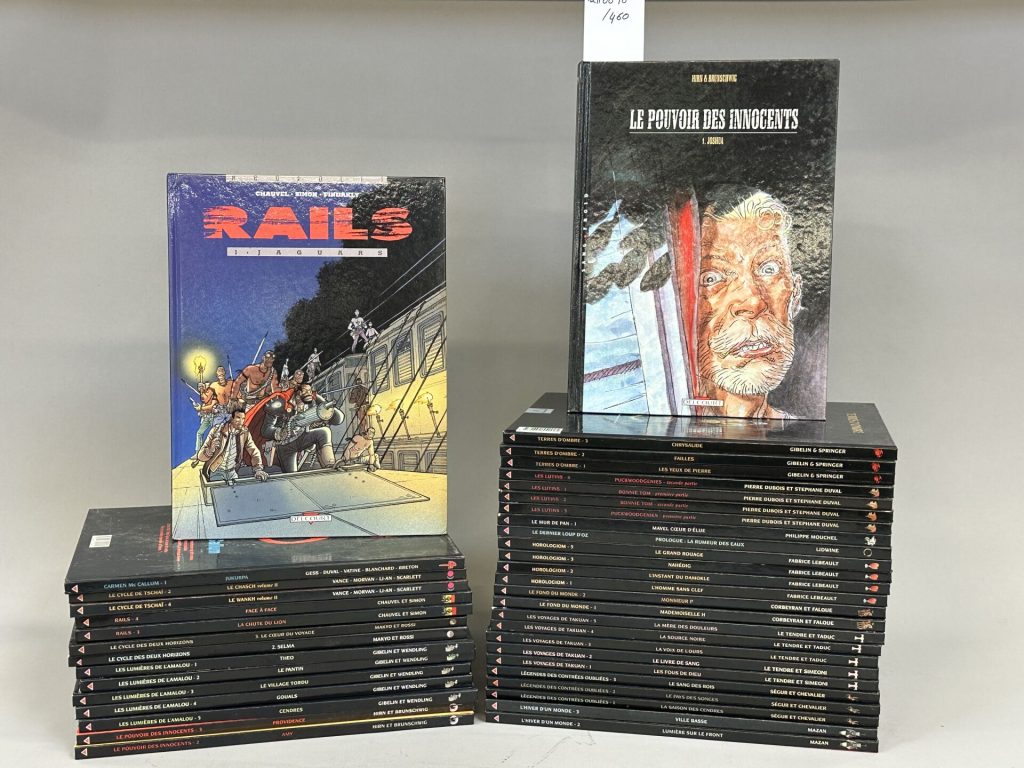 /460
HIRN & BRUNSCHWIG
LE POUVOIR DES INNOCENTS
1. JOSHUA
DELCOURT
CHAUVEL - SIMON - FINDAKLY
RAILS
1 - JAGUARS
DELCOURT
CARMEN Mc CALLUM - 1 JUKURPA GESS - DUVAL - VATINE - BLANCHARD - BRETON
LE CYCLE DE TSCHAÏ - 2 LE CHASCH volume II VANCE - MORVAN - LI-AN - SCARLETT
LE CYCLE DE TSCHAÏ - 4 LE WANKH volume II VANCE - MORVAN - LI-AN - SCARLETT
RAILS - 4 FACE À FACE CHAUVEL ET SIMON
RAILS - 3 LA CHUTE DU LION CHAUVEL ET SIMON
LE CYCLE DES DEUX HORIZONS 3. LE CŒUR DU VOYAGE MAKYO ET ROSSI
LE CYCLE DES DEUX HORIZONS 2. SELMA MAKYO ET ROSSI
LES LUMIÈRES DE L'AMALOU - 1 THEO GIBELIN ET WENDLING
LES LUMIÈRES DE L'AMALOU - 2 LE PANTIN GIBELIN ET WENDLING
LES LUMIÈRES DE L'AMALOU - 3 LE VILLAGE TORDU GIBELIN ET WENDLING
LES LUMIÈRES DE L'AMALOU - 4 GOUALS GIBELIN ET WENDLING
LES LUMIÈRES DE L'AMALOU - 5 CENDRES GIBELIN ET WENDLING
LE POUVOIR DES INNOCENTS - 3 PROVIDENCE HIRN ET BRUNSCHWIG
LE POUVOIR DES INNOCENTS - 2 AMY HIRN ET BRUNSCHWIG
TERRES D'OMBRE - 3 CHRYSALIDE GIBELIN & SPRINGER
TERRES D'OMBRE - 2 FAILLES GIBELIN & SPRINGER
TERRES D'OMBRE - 1 LES YEUX DE PIERRE GIBELIN & SPRINGER
LES LUTINS - 4 PUCKWOODGENIES - seconde partie PIERRE DUBOIS ET STEPHANE DUVAL
LES LUTINS - 1 BONNIE TOM - première partie PIERRE DUBOIS ET STEPHANE DUVAL
LES LUTINS - 2 BONNIE TOM - première partie PIERRE DUBOIS ET STEPHANE DUVAL
LES LUTINS - 3 PUCKWOODGENIES - première partie PIERRE DUBOIS ET STEPHANE DUVAL
LE MUR DE PAN - 1 MAVEL CŒUR D'ÉLUE PHILIPPE MOUCHEL
LE DERNIER LOUP D'OZ PROLOGUE : LA RUMEUR DES EAUX LIDWINE
HOROLOGIOM - 5 LE GRAND ROUAGE FABRICE LEBEAULT
HOROLOGIOM - 3 NAHÉDIG FABRICE LEBEAULT
HOROLOGIOM - 2 L'INSTANT DU DAMOKLE FABRICE LEBEAULT
HOROLOGIOM - 1 L'HOMME SANS CLEF FABRICE LEBEAULT
LE FOND DU MONDE - 2 MONSIEUR P CORBEYRAN ET FALQUE
LE FOND DU MONDE - 1 MADEMOISELLE H CORBEYRAN ET FALQUE
LES VOYAGES DE TAKUAN - 5 LA MÈRE DES DOULEURS LE TENDRE ET TADUC
LES VOYAGES DE TAKUAN - LA SOURCE NOIRE LE TENDRE ET TADUC
LES VOYAGES DE TAKUAN - 2 LA VOIX DE L'OURS LE TENDRE ET TADUC
LES VOYAGES DE TAKUAN - 2 LE LIVRE DE SANG LE TENDRE ET SIMEONI
LES VOYAGES DE TAKUAN - 1 LES FOUS DE DIEU LE TENDRE ET SIMEONI
LÉGENDES DES CONTRÉES OUBLIÉES - 3 LE SANG DES ROIS SÉGUR ET CHEVALIER
LÉGENDES DES CONTRÉES OUBLIÉES - 2 LE PAYS DES SONGES SÉGUR ET CHEVALIER
LÉGENDES DES CONTRÉES OUBLIÉES - 1 LA SAISON DES CENDRES SÉGUR ET CHEVALIER
L'HIVER D'UN MONDE - 3 VILLE BASSE MAZAN
L'HIVER D'UN MONDE - 2 LUMIÈRE SUR LE FRONT MAZAN